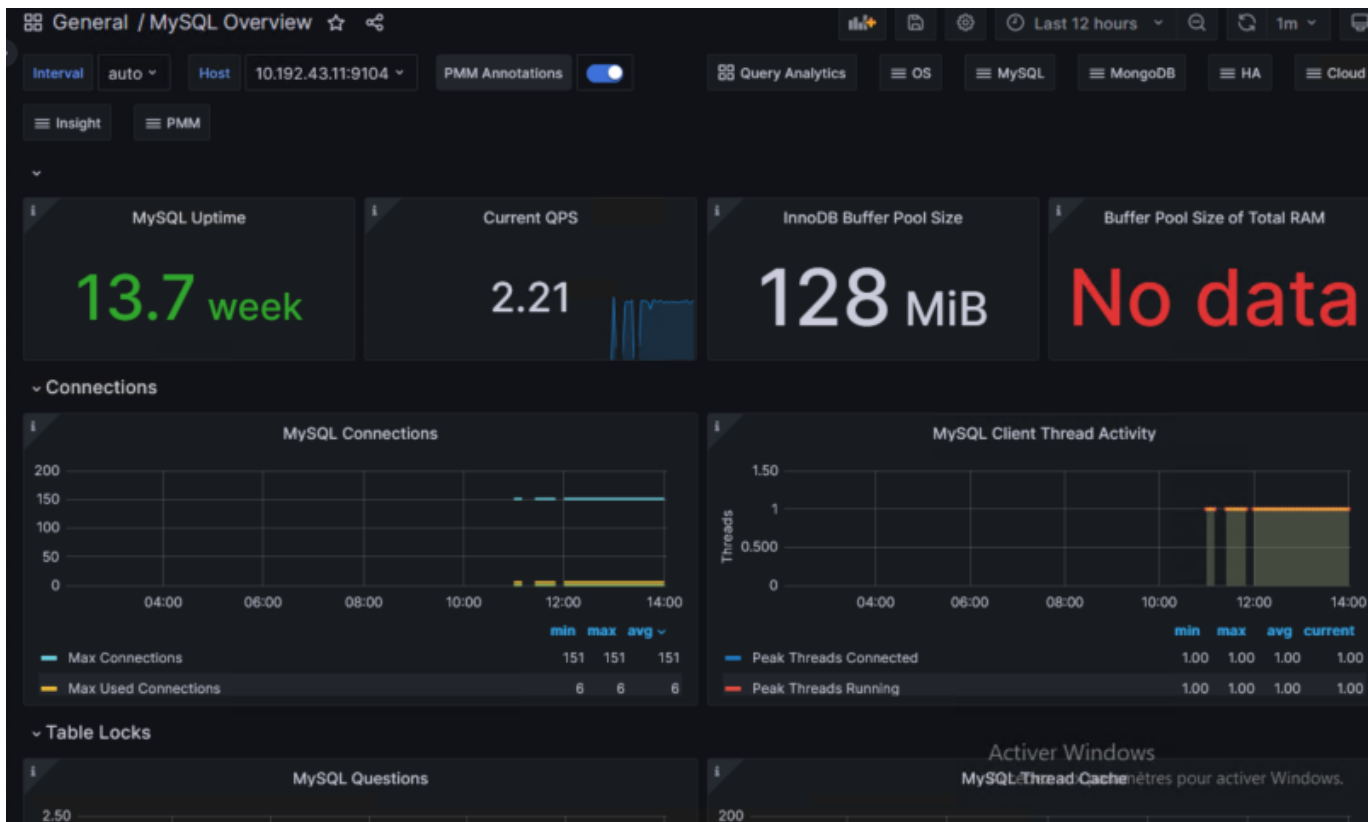 General / MySQL Overview
Last 12 hours
1m
Interval
auto
Host
10.192.43.11:9104
PMM Annotations
Query Analytics
OS
MySQL
MongoDB
HA
Cloud
Insight
PMM
MySQL Uptime
13.7 week
Current QPS
2.21
InnoDB Buffer Pool Size
128 MiB
Buffer Pool Size of Total RAM
No data
Connections
MySQL Connections
200
150
100
50
0
04:00 06:00 08:00 10:00 12:00 14:00
min max avg
Max Connections 151 151 151
Max Used Connections 6 6 6
MySQL Client Thread Activity
Threads
1.50
1
0.500
0
04:00 06:00 08:00 10:00 12:00 14:00
min max avg current
Peak Threads Connected 1.00 1.00 1.00 1.00
Peak Threads Running 1.00 1.00 1.00 1.00
Table Locks
MySQL Questions
2.50
MySQL Thread Cache
200
Activer Windows
pour activer Windows.